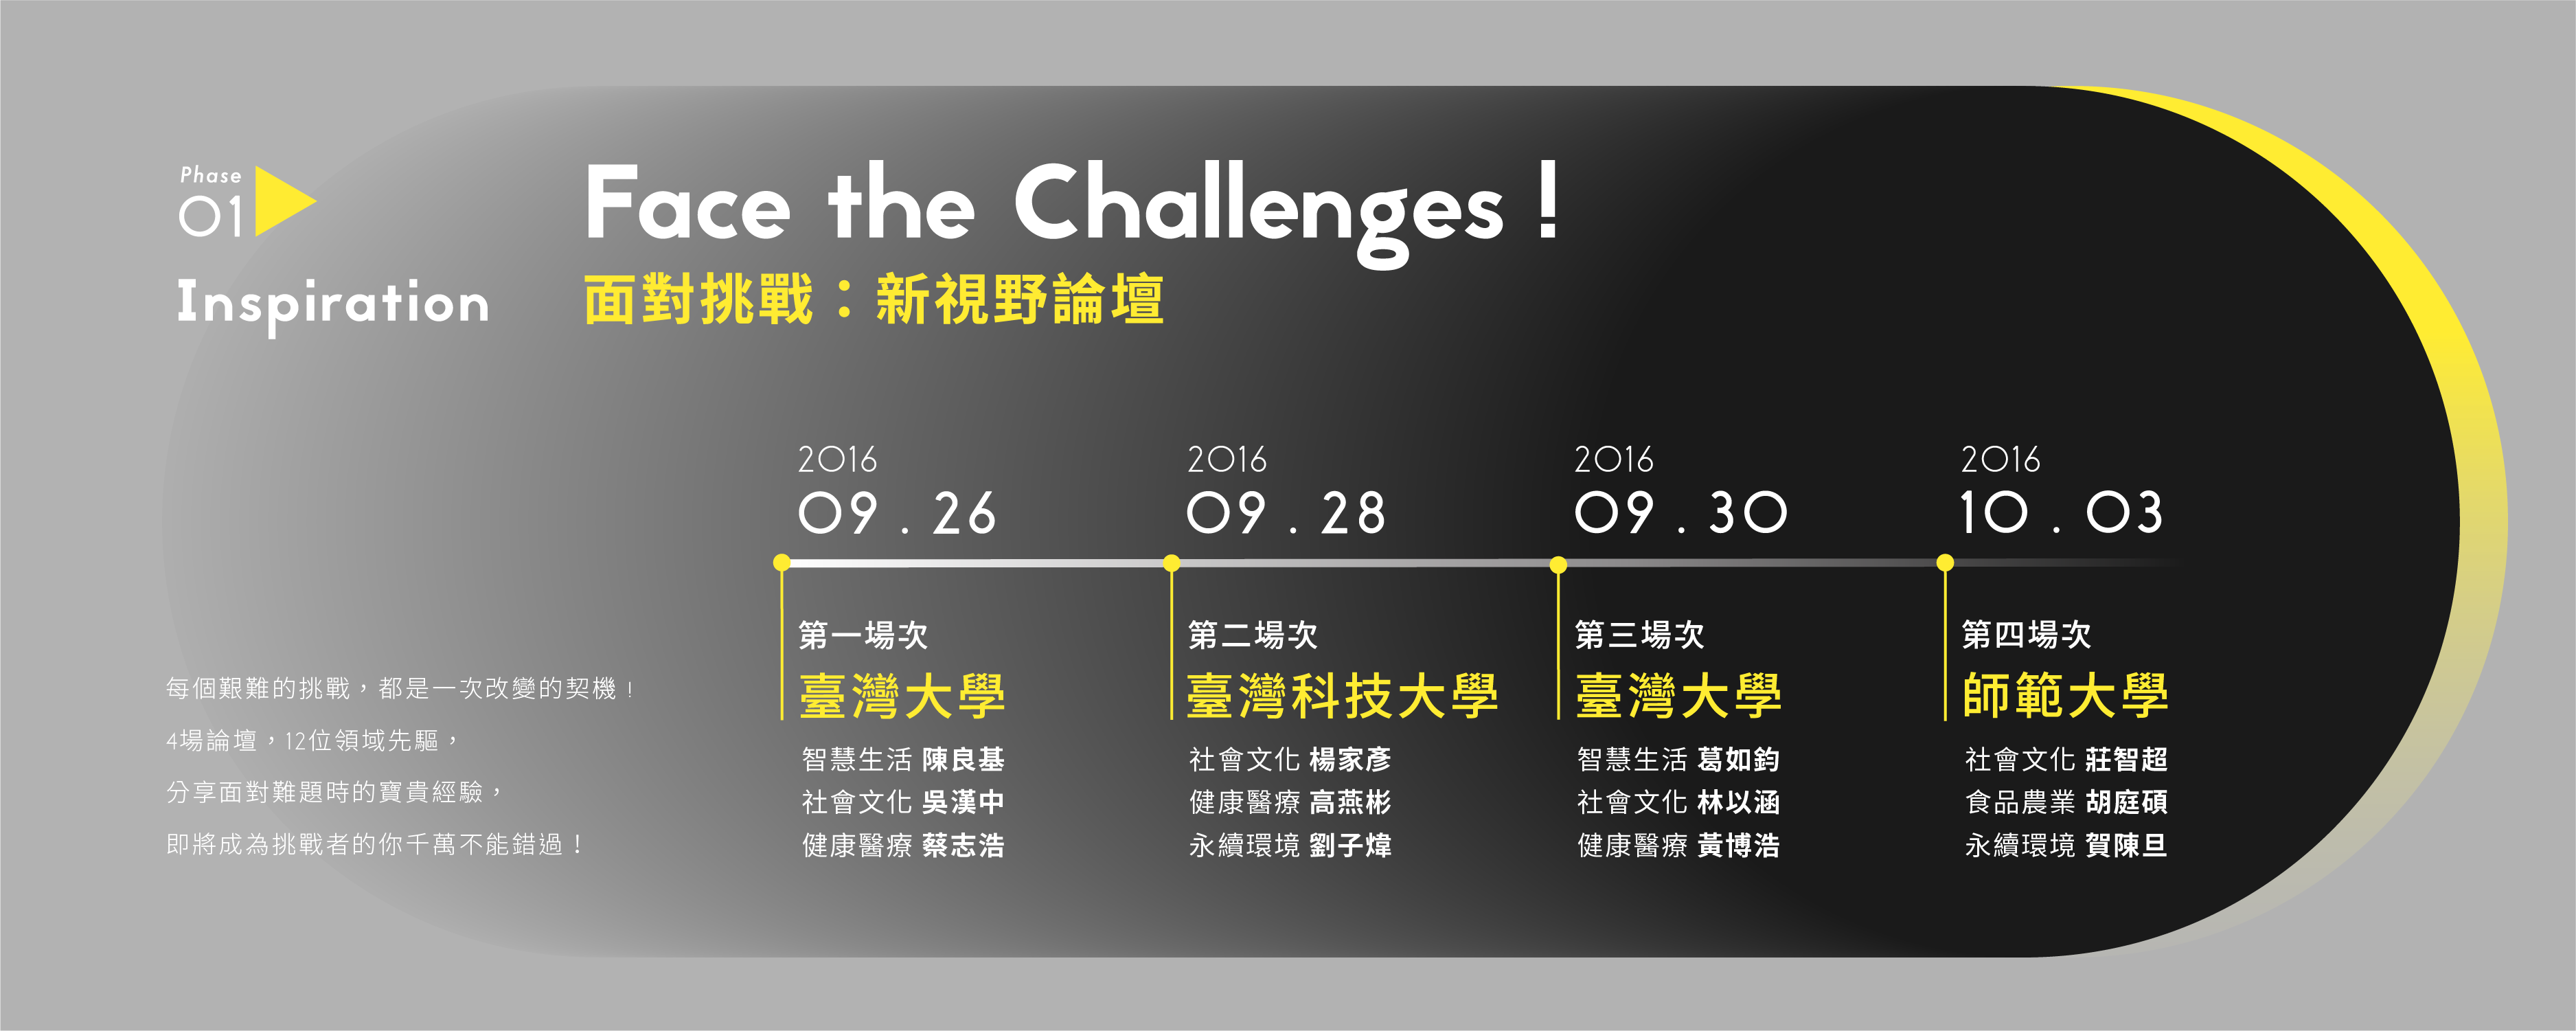 Phase
01
Inspiration
Face the Challenges !
面對挑戰：新視野論壇
每個艱難的挑戰，都是一次改變的契機！
4場論壇，12位領域先驅，
分享面對難題時的寶貴經驗，
即將成為挑戰者的你千萬不能錯過！
2016
09 . 26
第一場次
臺灣大學
智慧生活 陳良基
社會文化 吳漢中
健康醫療 蔡志浩
2016
09 . 28
第二場次
臺灣科技大學
社會文化 楊家彥
健康醫療 高燕彬
永續環境 劉子煒
2016
09 . 30
第三場次
臺灣大學
智慧生活 葛如鈞
社會文化 林以涵
健康醫療 黃博浩
2016
10 . 03
第四場次
師範大學
社會文化 莊智超
食品農業 胡庭碩
永續環境 賀陳旦